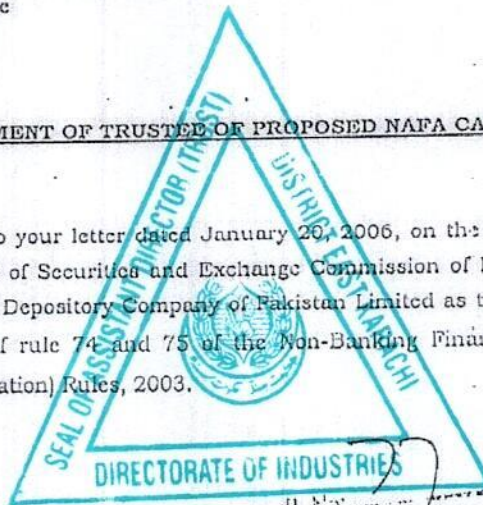 MENT OF TRUSTEE OF PROPOSED NAFA CA
o your letter dated January 20, 2006, on the
of Securities and Exchange Commission of
Depository Company of Pakistan Limited as t
f rule 74 and 75 of the Non-Banking Finan
ation) Rules, 2003.
SEAL OF ASSISTANT DIRECTOR (TRUST)
DISTRICT EAST KARACHI
DIRECTORATE OF INDUSTRIES